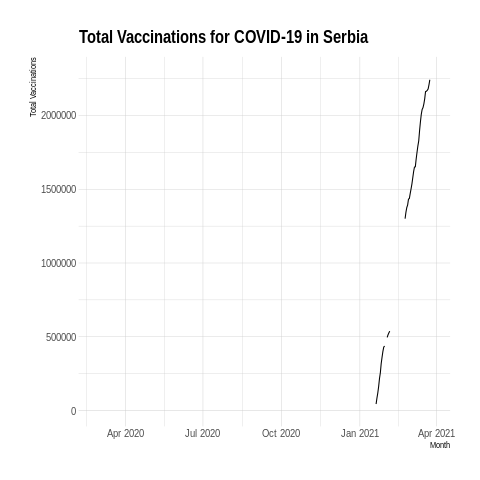 Total Vaccinations for COVID-19 in Serbia
Total Vaccinations
2000000
1500000
1000000
500000
0
Apr 2020 Jul 2020 Oct 2020 Jan 2021 Apr 2021
Month